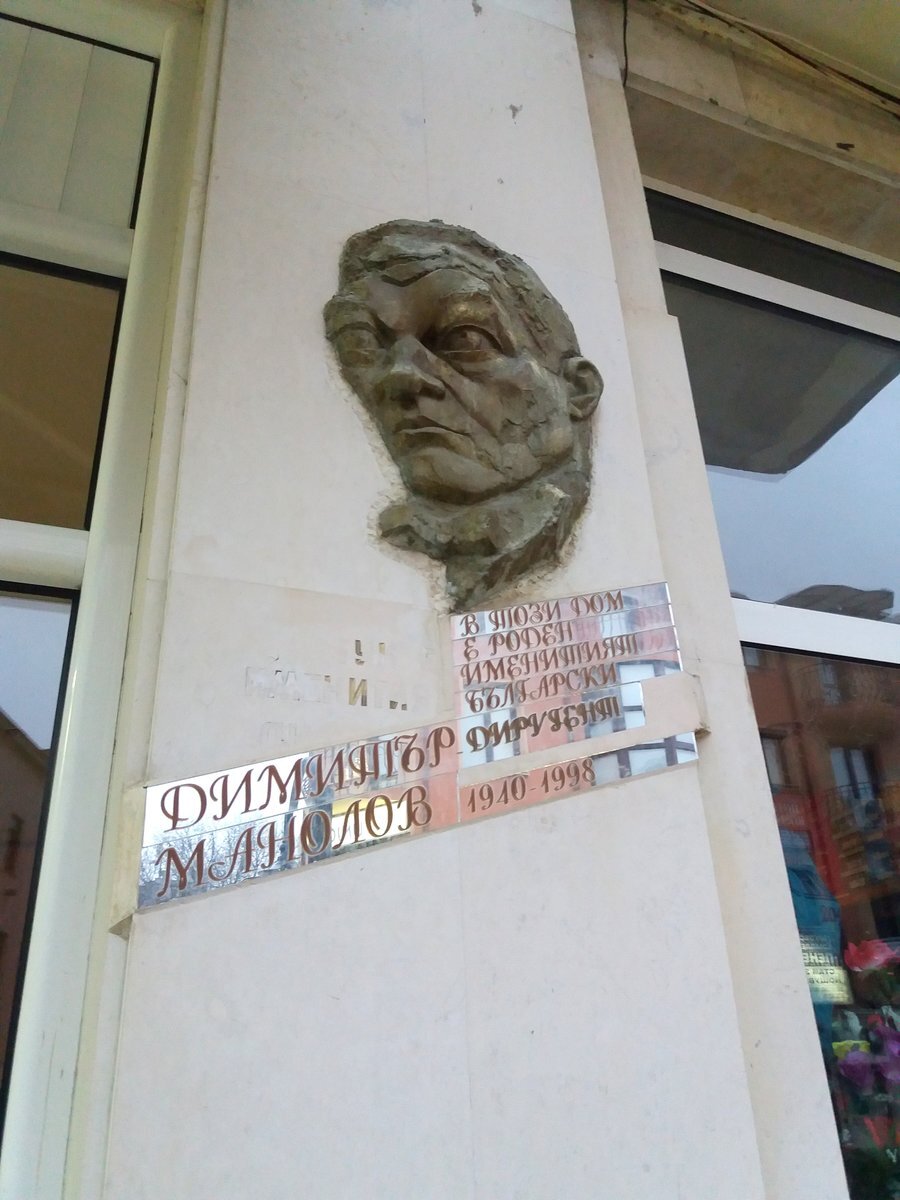 В ТОЗИ ДОМ
Е РОДЕН
ИМЕНИТИЯТ
БЪЛГАРСКИ
ДИРИГЕНТ
ДИМИТЪР
МАНОЛОВ
1940-1998